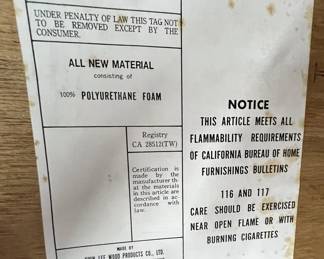 UNDER PENALTY OF LAW THIS TAG NOT
TO BE REMOVED EXCEPT BY THE
CONSUMER.
ALL NEW MATERIAL
consisting of
100% POLYURETHANE FOAM
Registry
CA 28512(TW)
Certification is
made by the
manufacturer th-
at the materials
in this article are
described in ac-
cordance with
law.
MADE BY
LEE WOOD PRODUCTS CO., LTD.
NOTICE
THIS ARTICLE MEETS ALL
FLAMMABILITY REQUIREMENTS
OF CALIFORNIA BUREAU OF HOME
FURNISHINGS BULLETINS
116 AND 117
CARE SHOULD BE EXERCISED
NEAR OPEN FLAME OR WITH
BURNING CIGARETTES